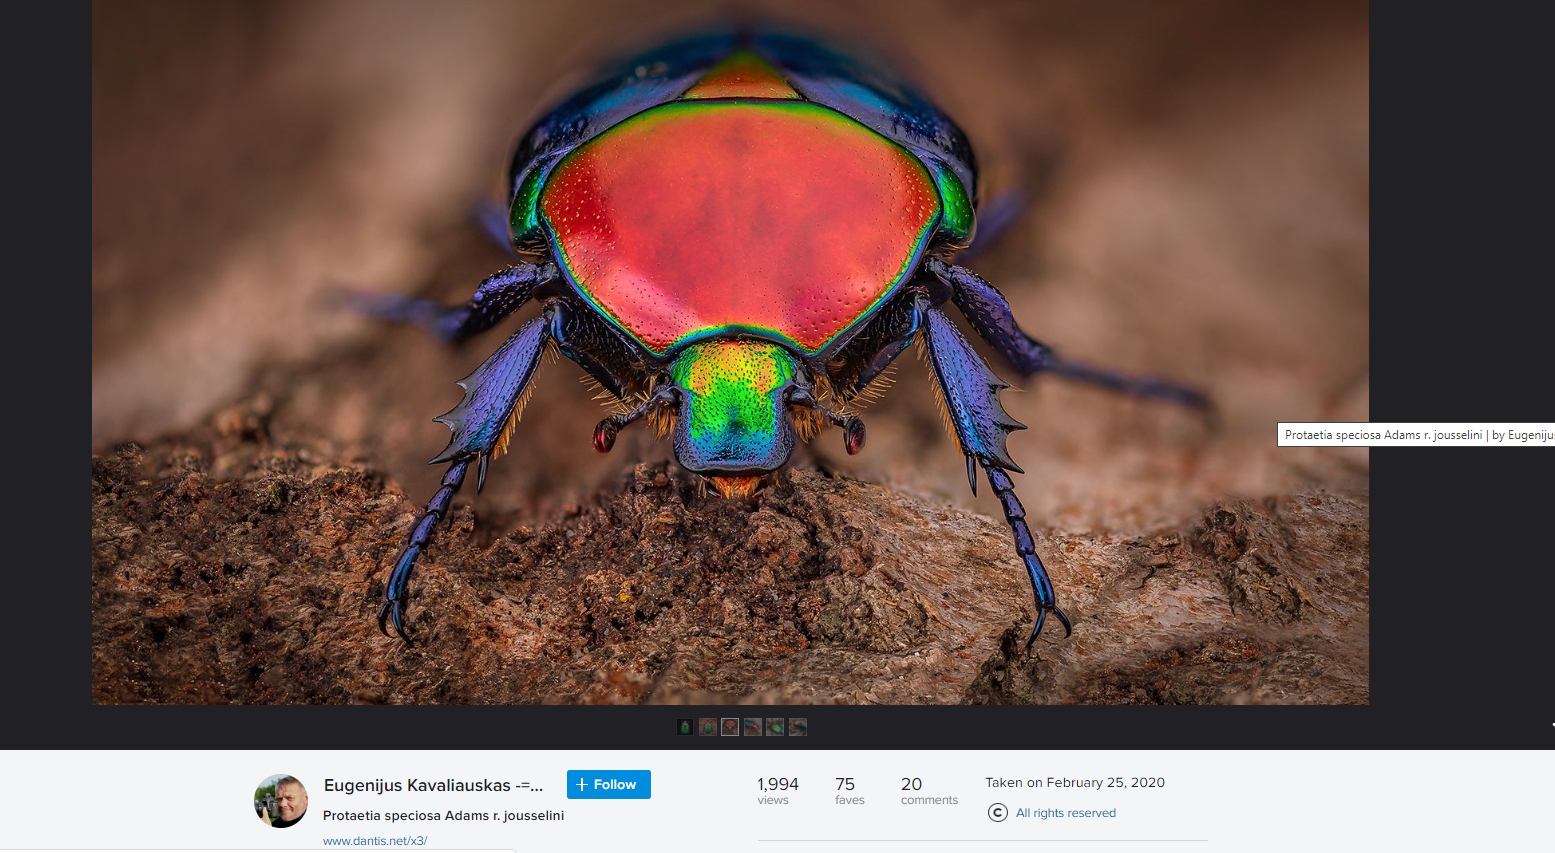 Protaetia speciosa Adams r. jousselini | by Eugeniju
Eugenijus Kavaliauskas -=...
+ Follow
Protaetia speciosa Adams r. jousselini
www.dantis.net/x3/
1,994
views
75
faves
20
comments
Taken on February 25, 2020
All rights reserved